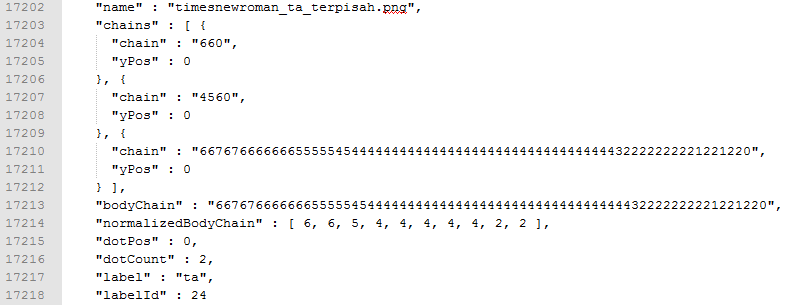 17202 "name" : "timesnewroman_ta_terpisah.png",
17203 "chains" : [ {
17204 "chain" : "660",
17205 "yPos" : 0
17206 }, {
17207 "chain" : "4560",
17208 "yPos" : 0
17209 }, {
17210 "chain" : "6676766666665555545444444444444444444444444444444444432222222221221220",
17211 "yPos" : 0
17212 } ],
17213 "bodyChain" : "6676766666665555545444444444444444444444444444444444432222222221221220",
17214 "normalizedBodyChain" : [ 6, 6, 5, 4, 4, 4, 4, 4, 2, 2 ],
17215 "dotPos" : 0,
17216 "dotCount" : 2,
17217 "label" : "ta",
17218 "labelId" : 24